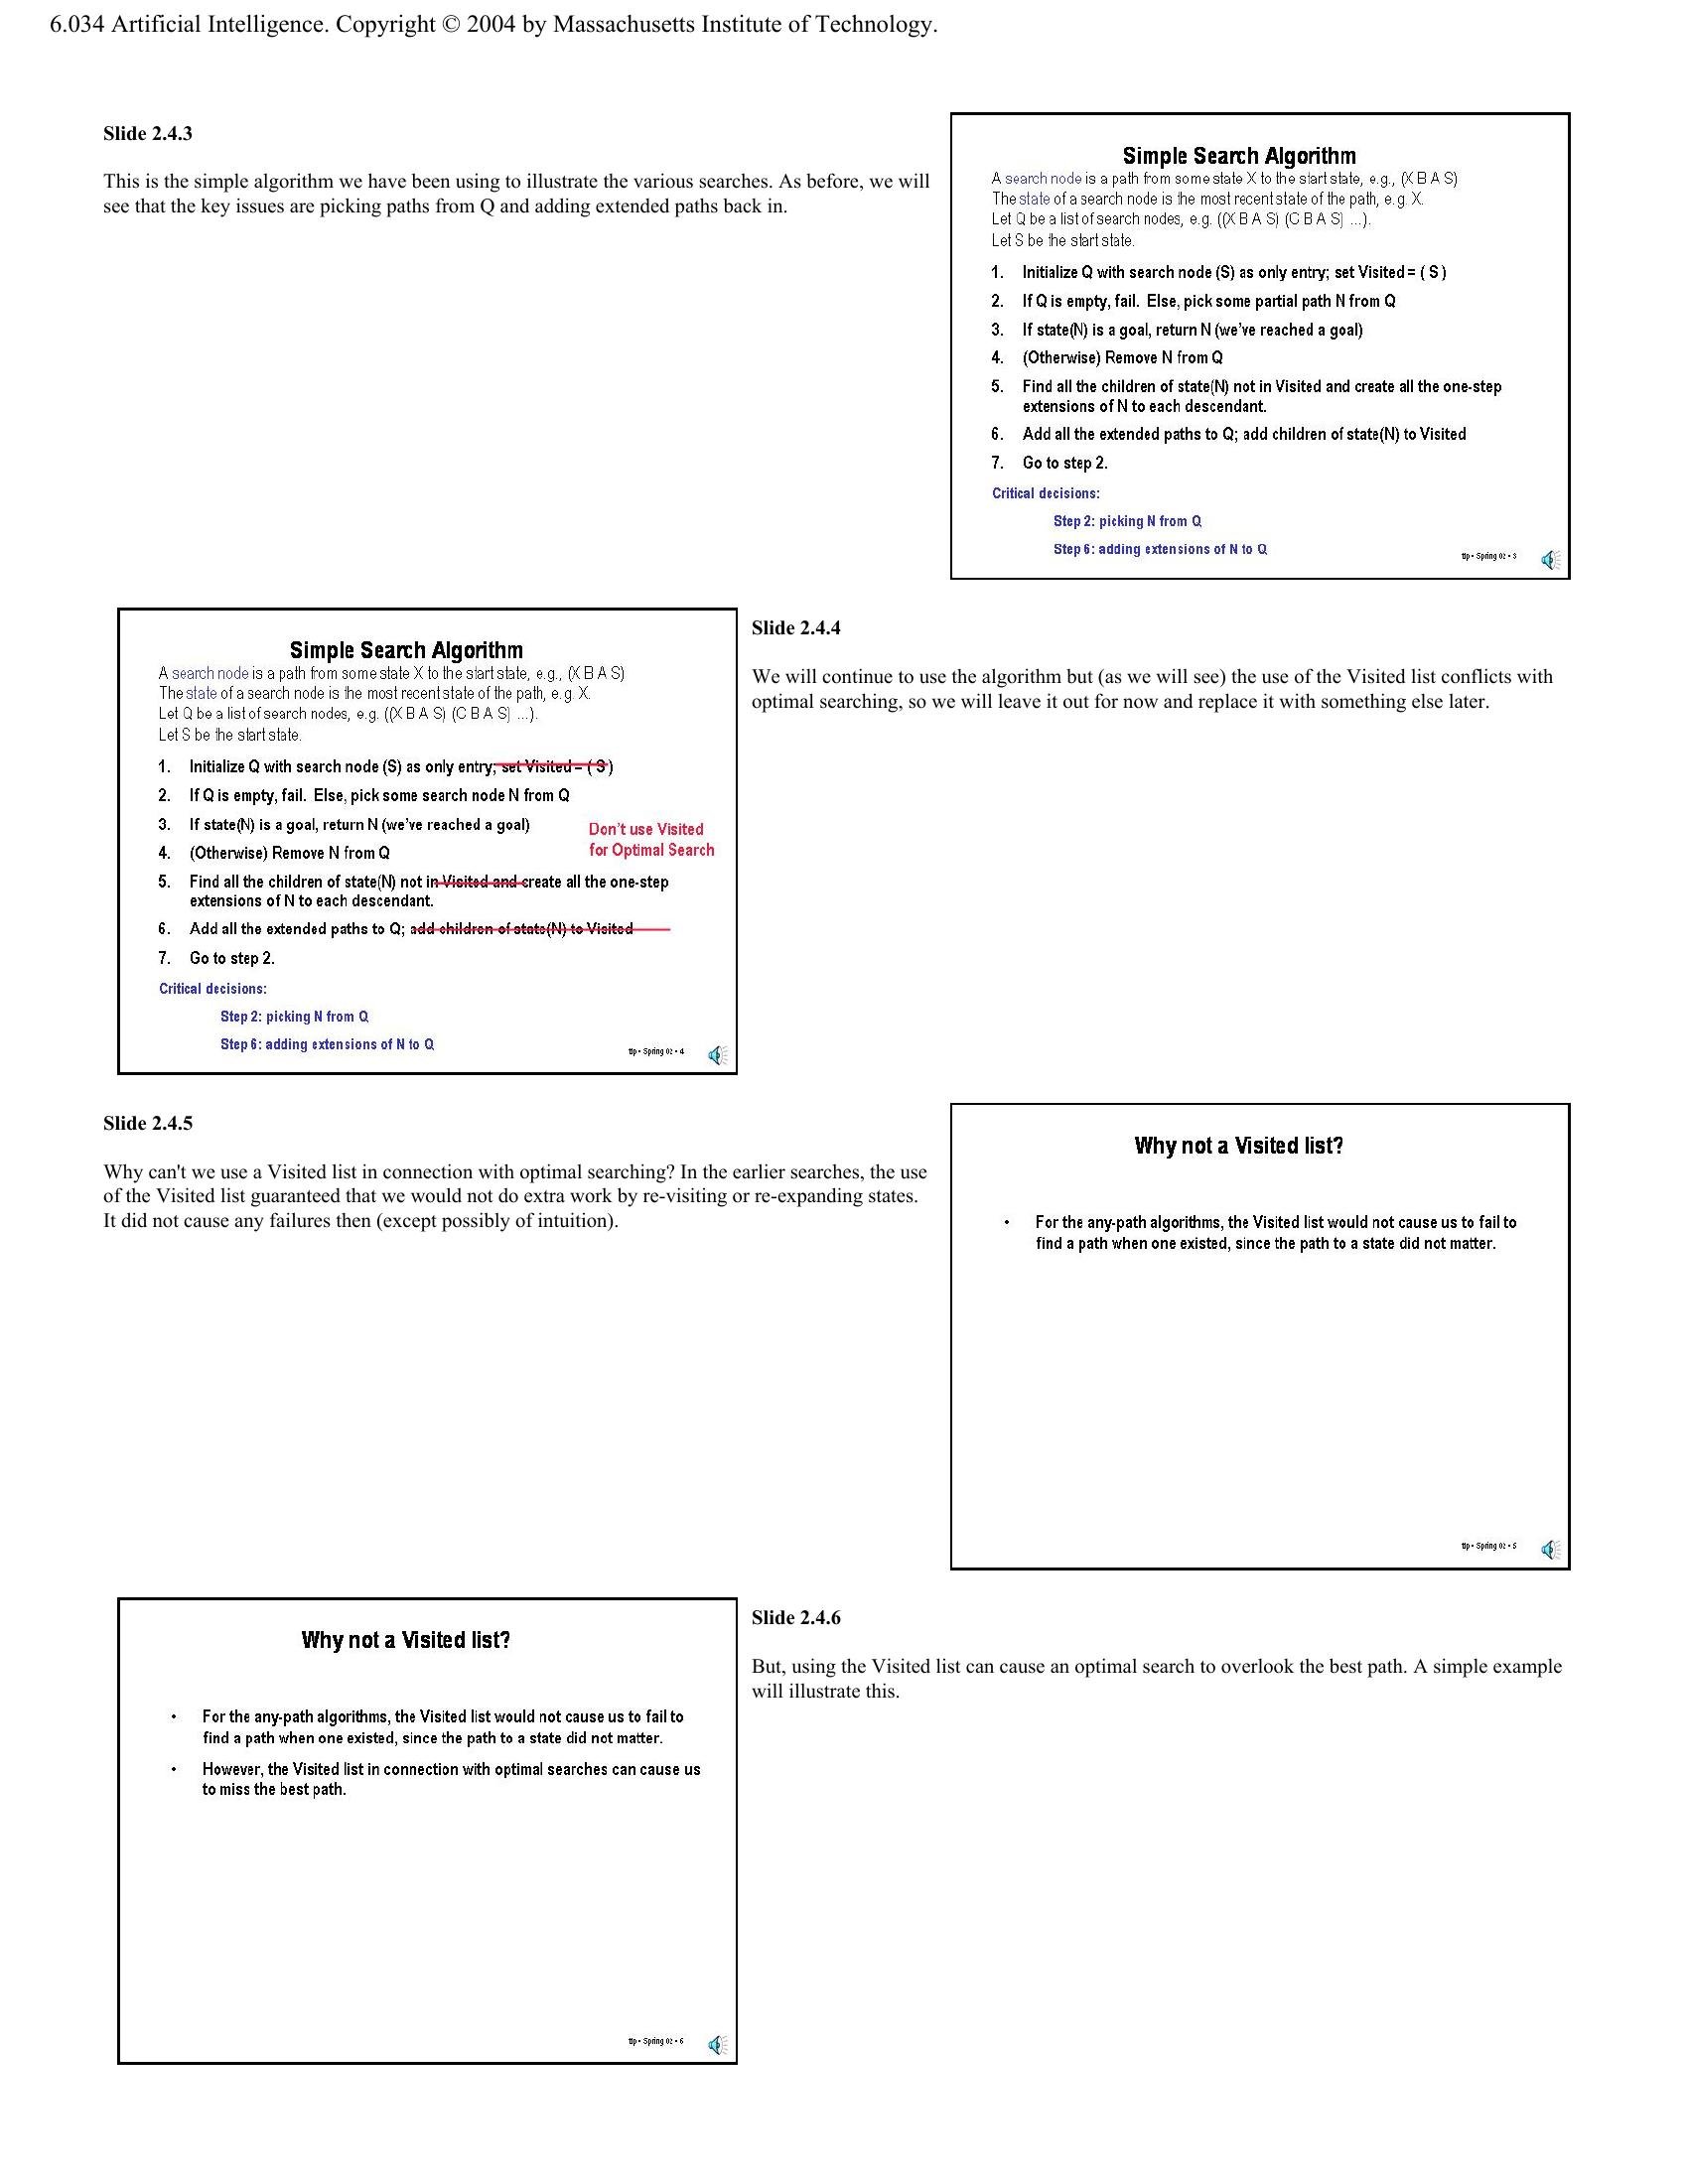 6.034 Artificial Intelligence. Copyright © 2004 by Massachusetts Institute of Technology.
Slide 2.4.3
This is the simple algorithm we have been using to illustrate the various searches. As before, we will
see that the key issues are picking paths from Q and adding extended paths back in.
Simple Search Algorithm
A search node is a path from some state X to the start state, e.g., (X B A S)
The state of a search node is the most recent state of the path, e.g. X.
Let Q be a list of search nodes, e.g. ((X B A S) (C B A S) ...).
Let S be the start state.
1. Initialize Q with search node (S) as only entry; set Visited = ( S )
2. If Q is empty, fail. Else, pick some partial path N from Q
3. If state(N) is a goal, return N (we've reached a goal)
4. (Otherwise) Remove N from Q
5. Find all the children of state(N) not in Visited and create all the one-step
extensions of N to each descendant.
6. Add all the extended paths to Q; add children of state(N) to Visited
7. Go to step 2.
Critical decisions:
Step 2: picking N from Q
Step 6: adding extensions of N to Q
tlp • Spring 02 • 3
Simple Search Algorithm
A search node is a path from some state X to the start state, e.g., (X B A S)
The state of a search node is the most recent state of the path, e.g. X.
Let Q be a list of search nodes, e.g. ((X B A S) (C B A S) ...).
Let S be the start state.
1. Initialize Q with search node (S) as only entry; set Visited = ( S )
2. If Q is empty, fail. Else, pick some search node N from Q
3. If state(N) is a goal, return N (we've reached a goal)
4. (Otherwise) Remove N from Q
Don't use Visited
for Optimal Search
5. Find all the children of state(N) not in Visited and create all the one-step
extensions of N to each descendant.
6. Add all the extended paths to Q; add children of state(N) to Visited
7. Go to step 2.
Critical decisions:
Step 2: picking N from Q
Step 6: adding extensions of N to Q
tlp • Spring 02 • 4
Slide 2.4.4
We will continue to use the algorithm but (as we will see) the use of the Visited list conflicts with
optimal searching, so we will leave it out for now and replace it with something else later.
Slide 2.4.5
Why can't we use a Visited list in connection with optimal searching? In the earlier searches, the use
of the Visited list guaranteed that we would not do extra work by re-visiting or re-expanding states.
It did not cause any failures then (except possibly of intuition).
Why not a Visited list?
• For the any-path algorithms, the Visited list would not cause us to fail to
find a path when one existed, since the path to a state did not matter.
tlp • Spring 02 • 5
Why not a Visited list?
• For the any-path algorithms, the Visited list would not cause us to fail to
find a path when one existed, since the path to a state did not matter.
• However, the Visited list in connection with optimal searches can cause us
to miss the best path.
tlp • Spring 02 • 6
Slide 2.4.6
But, using the Visited list can cause an optimal search to overlook the best path. A simple example
will illustrate this.